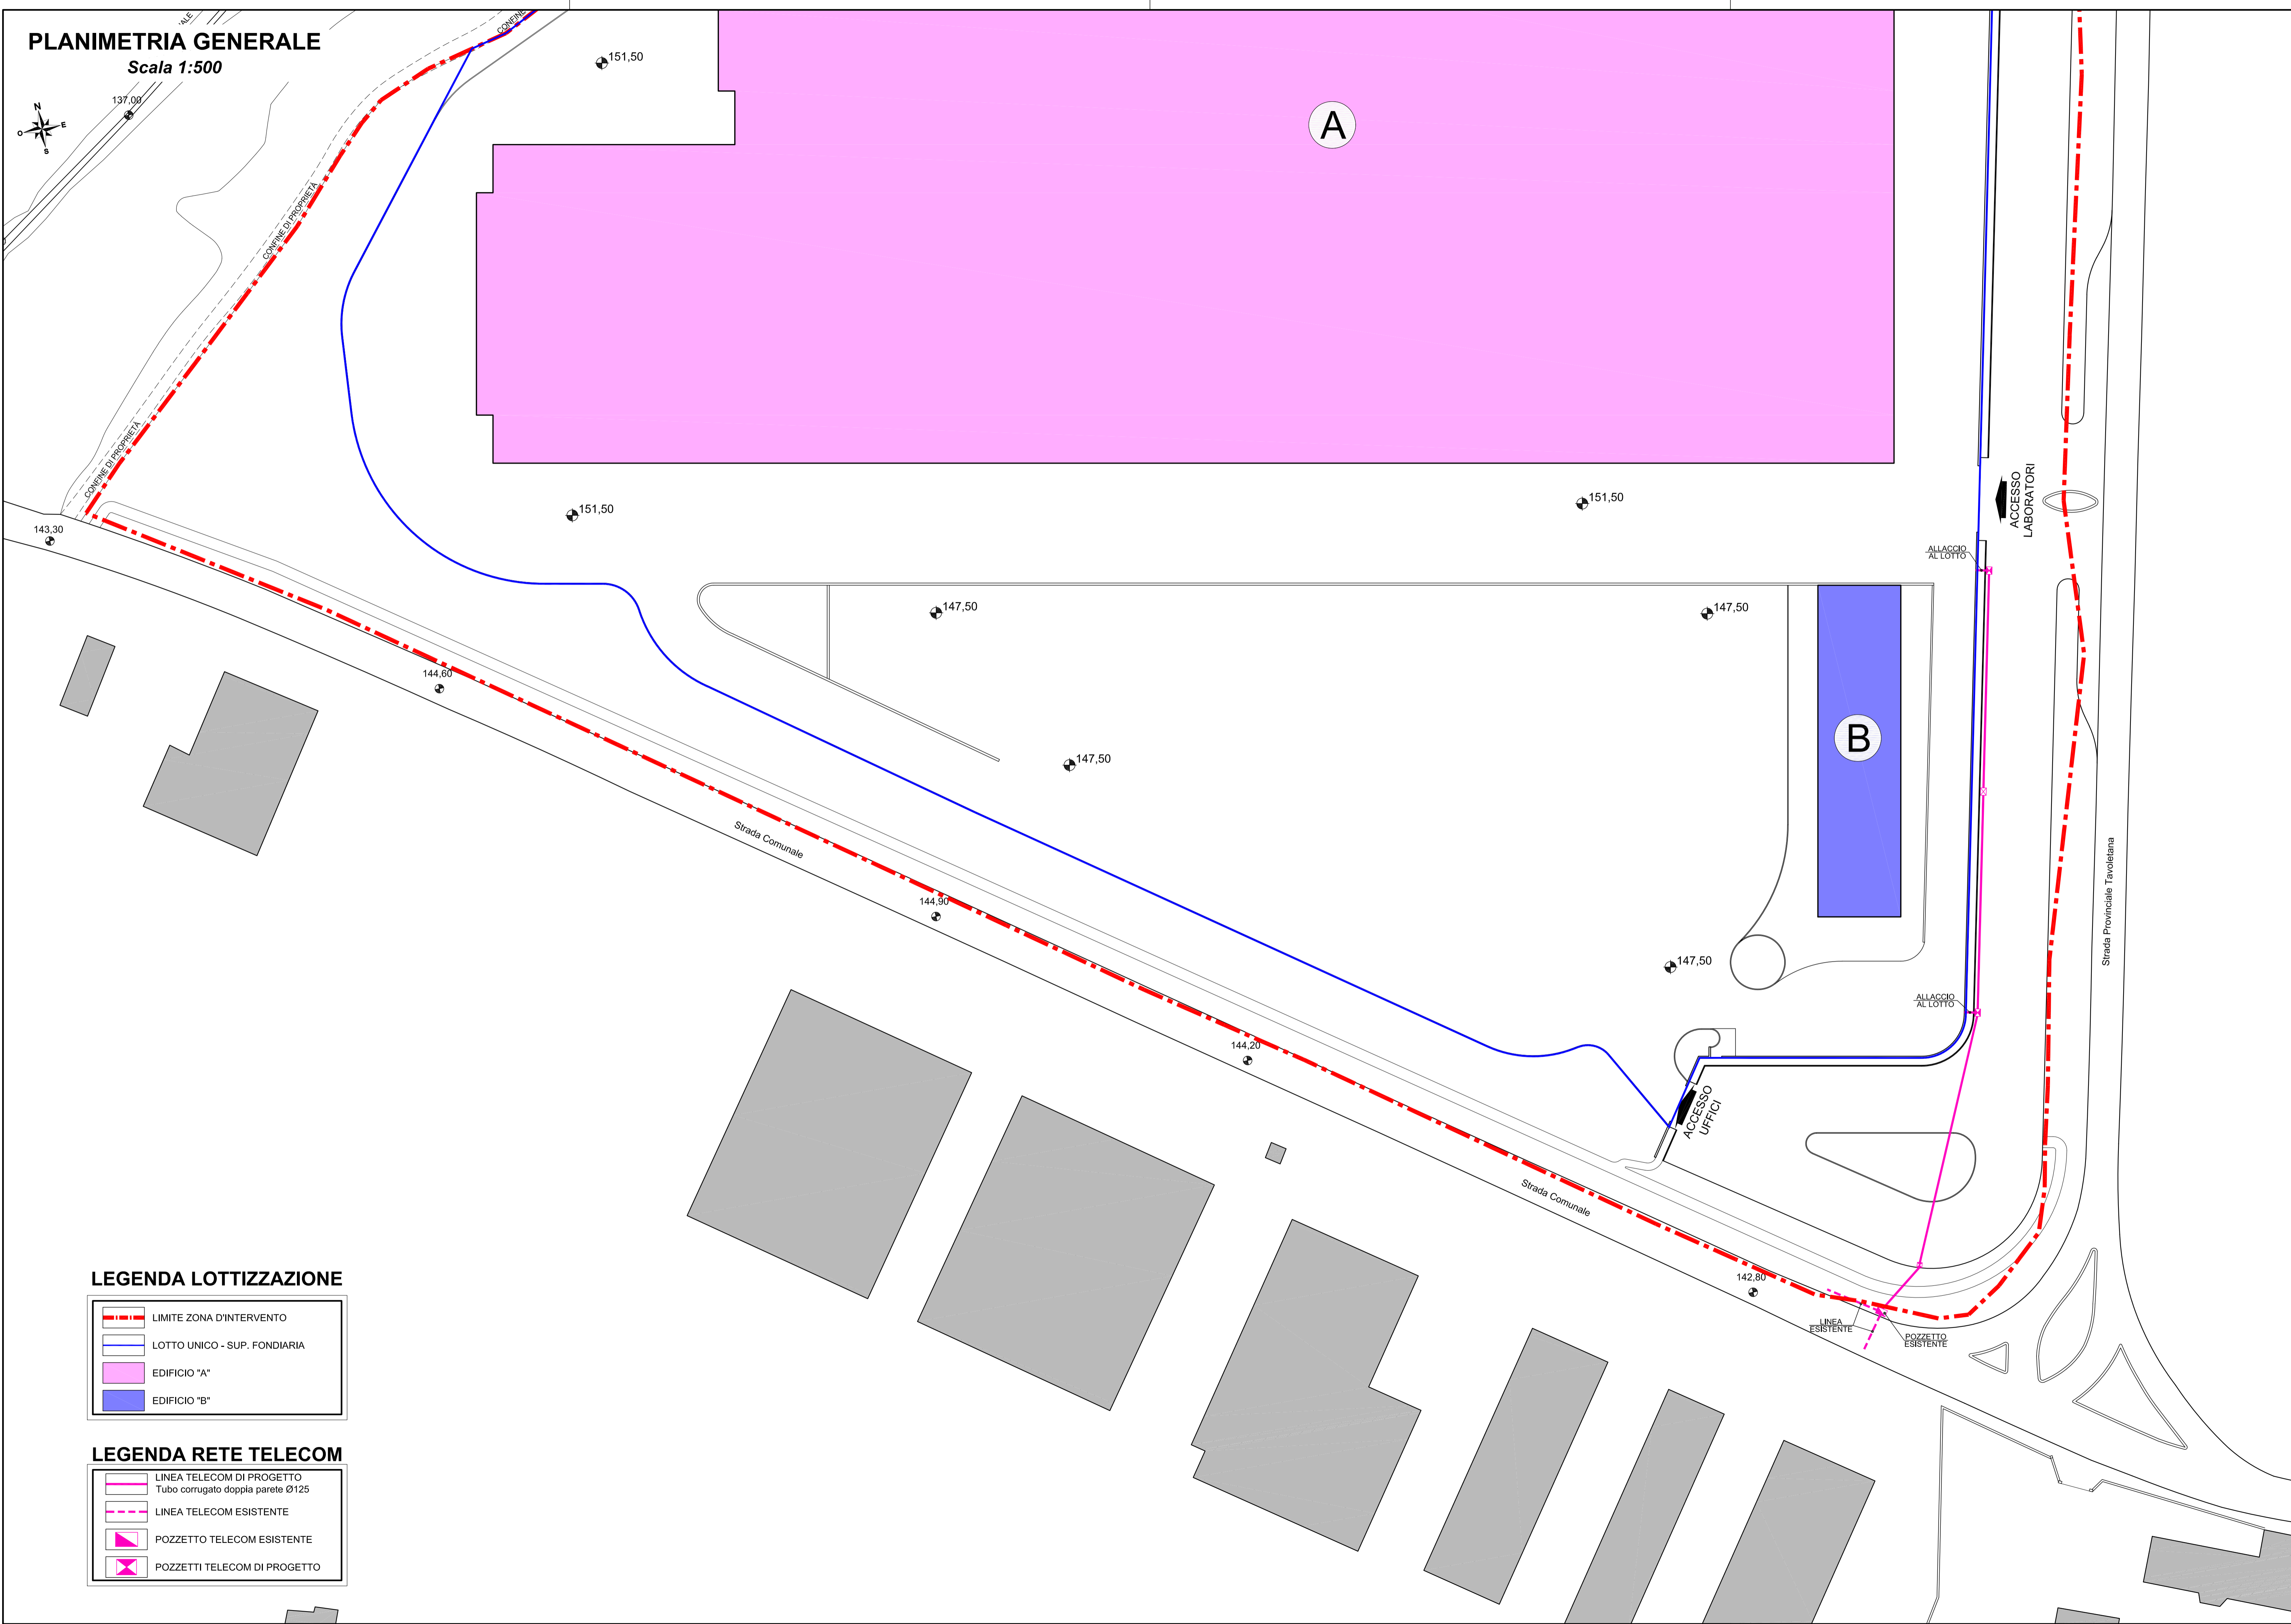 PLANIMETRIA GENERALE
Scala 1:500
N
O
E
S
137,00
CONFINE
CONFINE DI PROPRIETÀ
CONFINE DI PROPRIETÀ
151,50
A
151,50
151,50
143,30
ACCESSO
LABORATORI
ALLACCIO
AL LOTTO
147,50
147,50
144,60
B
147,50
Strada Comunale
Strada Provinciale Tavoletana
144,90
147,50
ALLACCIO
AL LOTTO
144,20
ACCESSO
UFFICI
Strada Comunale
142,80
LINEA
ESISTENTE
POZZETTO
ESISTENTE
LEGENDA LOTTIZZAZIONE
LIMITE ZONA D'INTERVENTO
LOTTO UNICO - SUP. FONDIARIA
EDIFICIO "A"
EDIFICIO "B"
LEGENDA RETE TELECOM
LINEA TELECOM DI PROGETTO
Tubo corrugato doppia parete Ø125
LINEA TELECOM ESISTENTE
POZZETTO TELECOM ESISTENTE
POZZETTI TELECOM DI PROGETTO